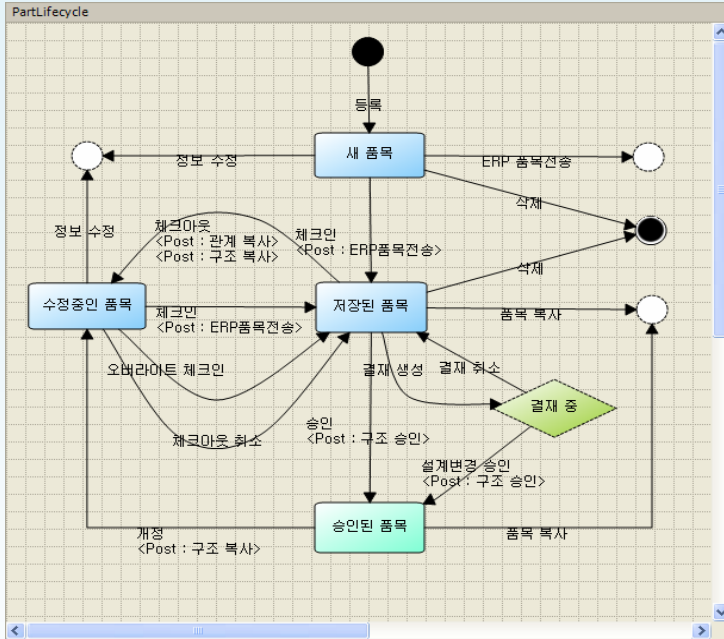 PartLifecycle
등록
새 품목
정보 수정
ERP 품목전송
삭제
정보 수정
체크아웃
<Post : 관계 복사>
<Post : 구조 복사>
체크인
<Post : ERP품목전송>
삭제
수정중인 품목
체크인
<Post : ERP품목전송>
저장된 품목
품목 복사
오버라이트 체크인
결재 생성
결재 취소
결재 중
체크아웃 취소
승인
<Post : 구조 승인>
설계변경 승인
<Post : 구조 승인>
승인된 품목
개정
<Post : 구조 복사>
품목 복사